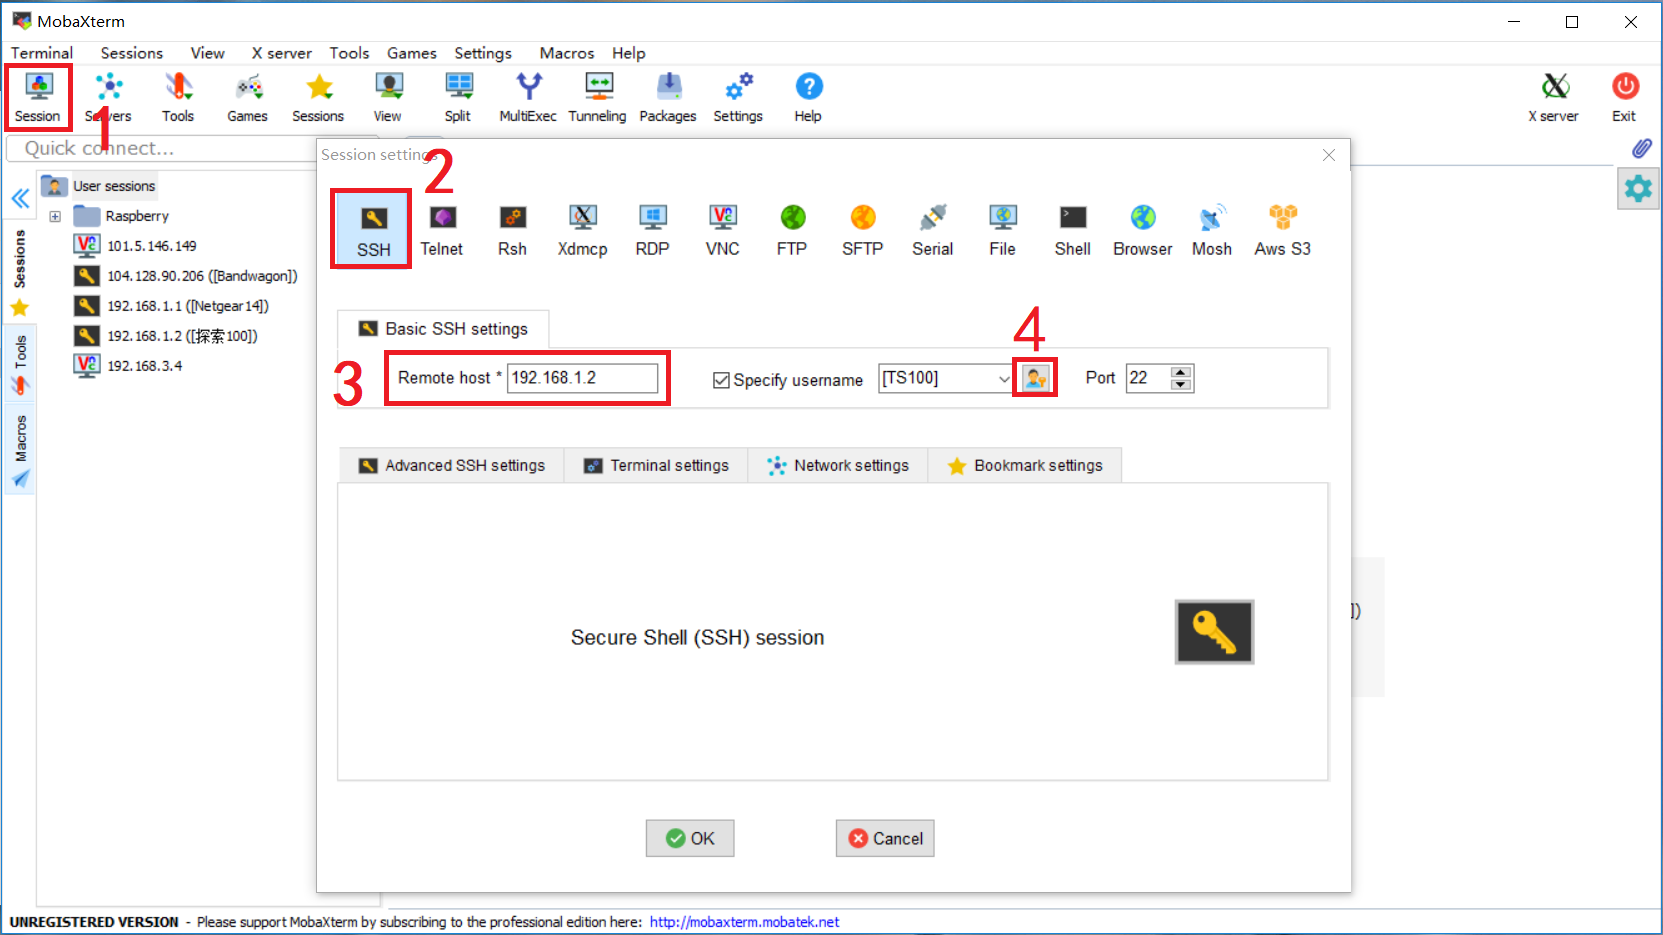 MobaXterm
Terminal Sessions View X server Tools Games Settings Macros Help
Session Servers Tools Games Sessions View Split MultiExec Tunneling Packages Settings Help X server Exit
1
Quick connect...
Session settings
2
User sessions
Raspberry
101.5.146.149
104.128.90.206 ([Bandwagon])
192.168.1.1 ([Netgear14])
192.168.1.2 ([探索100])
192.168.3.4
Sessions
Tools
Macros
SSH Telnet Rsh Xdmcp RDP VNC FTP SFTP Serial File Shell Browser Mosh Aws S3
Basic SSH settings
4
3
Remote host * 192.168.1.2 Specify username [TS100] Port 22
Advanced SSH settings Terminal settings Network settings Bookmark settings
])
Secure Shell (SSH) session
OK Cancel
UNREGISTERED VERSION - Please support MobaXterm by subscribing to the professional edition here: http://mobaxterm.mobatek.net